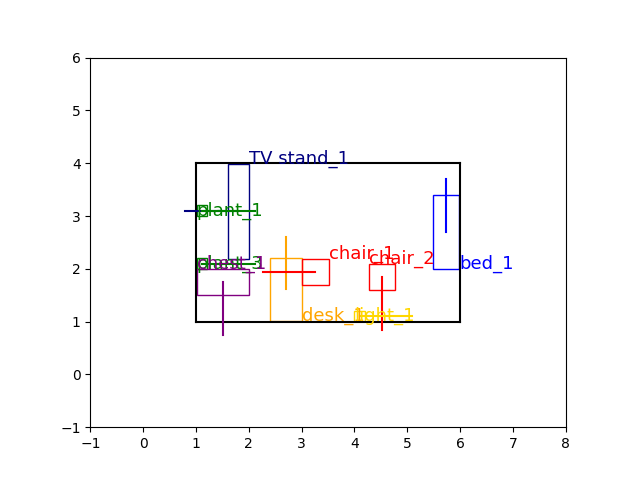 6
5
4
3
2
1
0
−1
TV stand_1
plant_1
chair_1
chair_2
bed_1
desk_1
light_1
−1 0 1 2 3 4 5 6 7 8